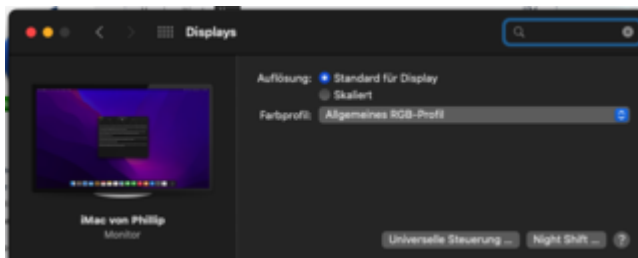 Displays
Auflösung: Standard für Display
Skaliert
Farbprofil: Allgemeines RGB-Profil
iMac von Phillip
Monitor
Universelle Steuerung ...
Night Shift ...
?